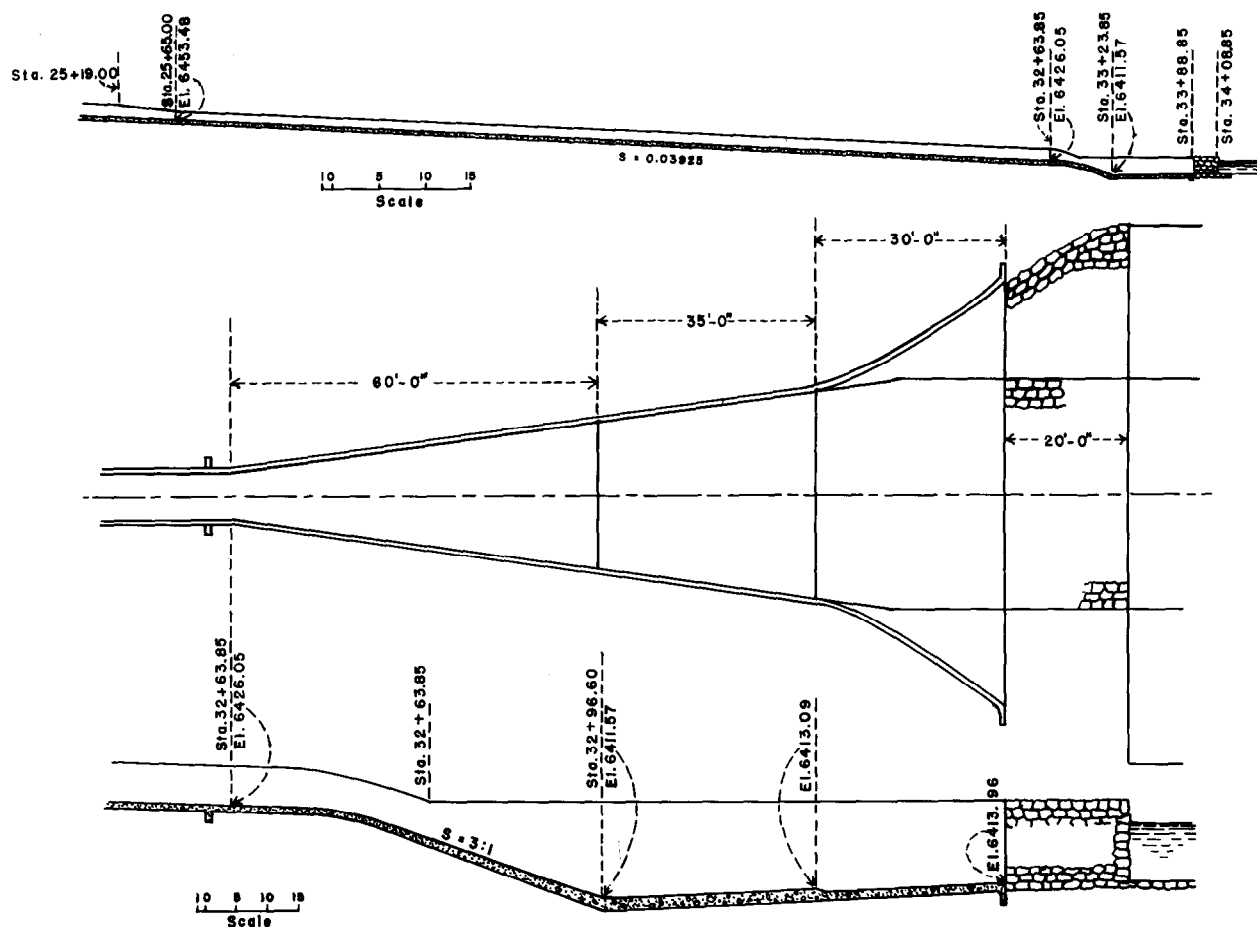 Sta. 25+19.00
Sta. 25+65.00
El. 6453.48
Sta. 32+63.85
El. 6426.05
Sta. 33+23.85
El. 6411.57
Sta. 33+88.85
Sta. 34+08.85
S = 0.03925
10 5 10 15
Scale
30'-0"
35'-0"
60'-0"
20'-0"
Sta. 32+63.85
El. 6426.05
Sta. 32+63.85
Sta. 32+96.60
El. 6411.57
El. 6413.09
El. 6413.96
S = 3:1
10 5 10 15
Scale